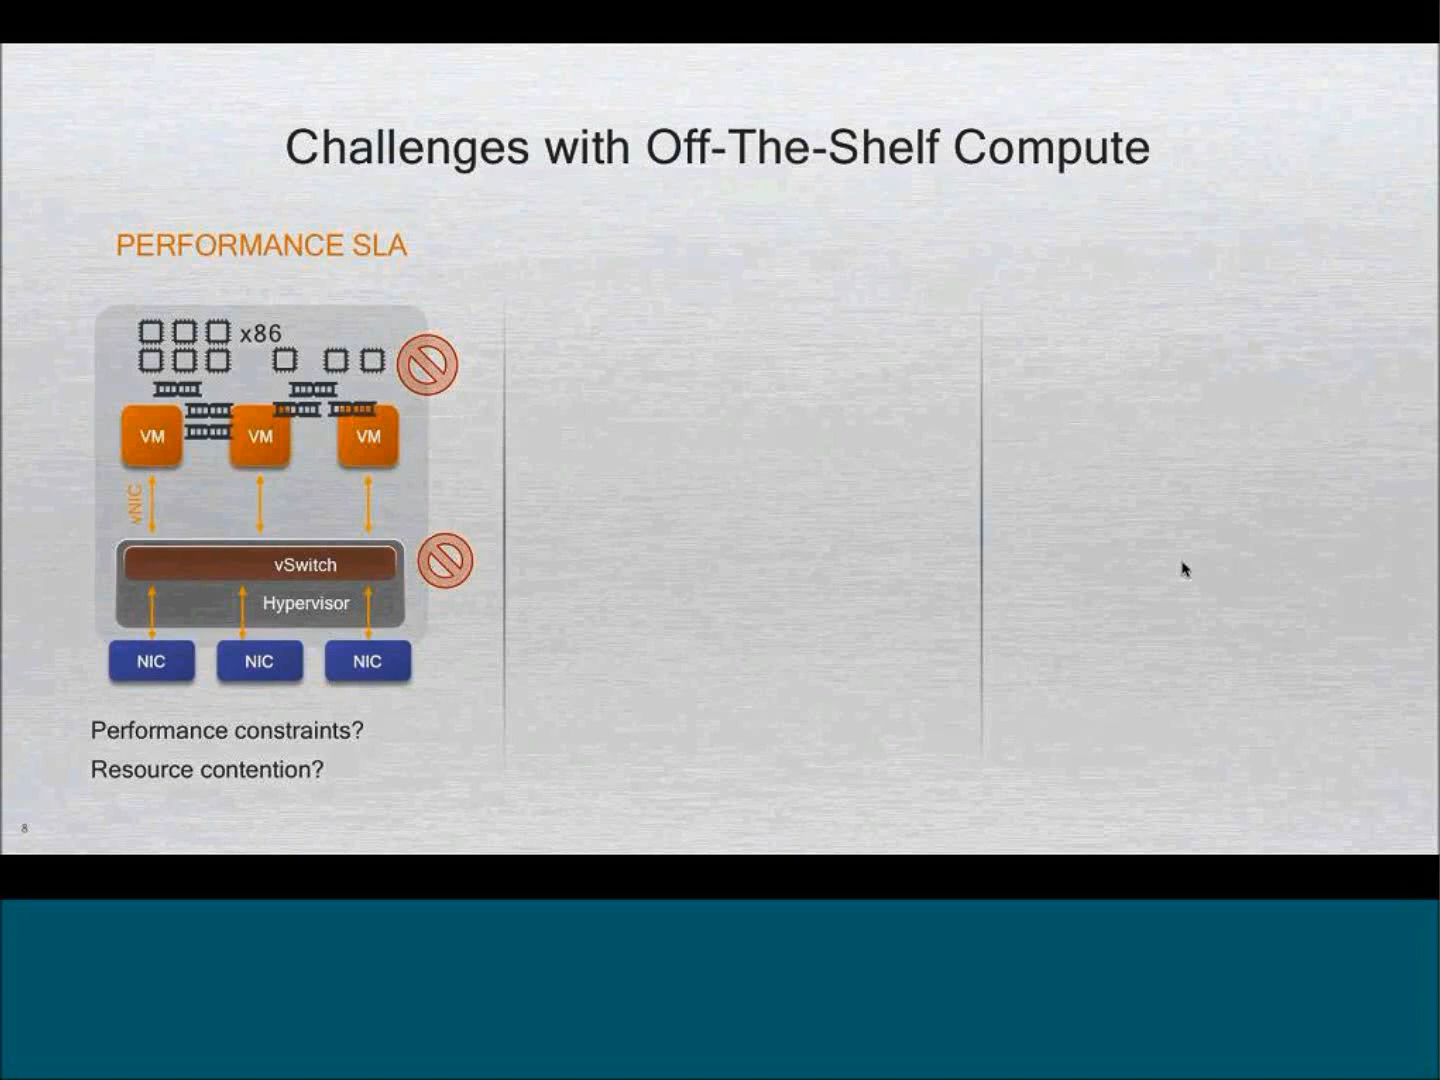 Challenges with Off-The-Shelf Compute
PERFORMANCE SLA
x86
VM VM VM
vNIC
vSwitch
Hypervisor
NIC NIC NIC
Performance constraints?
Resource contention?
8